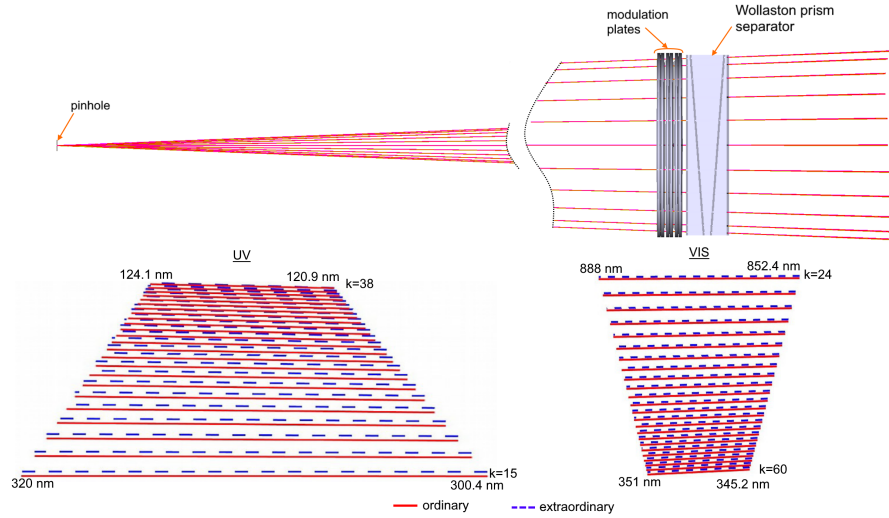 modulation
plates
Wollaston prism
separator
pinhole
UV
124.1 nm
120.9 nm
k=38
k=15
320 nm
300.4 nm
VIS
888 nm
852.4 nm
k=24
k=60
351 nm
345.2 nm
ordinary
extraordinary